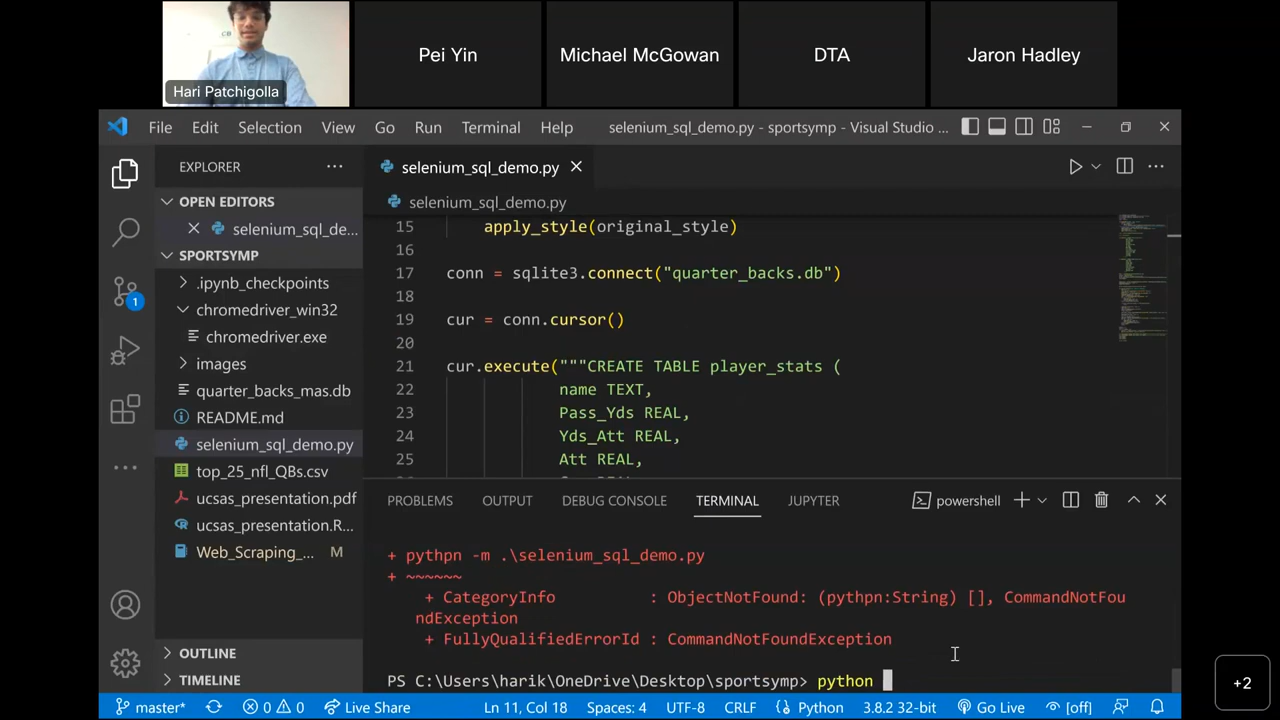 Hari Patchigolla
Pei Yin
Michael McGowan
DTA
Jaron Hadley
File Edit Selection View Go Run Terminal Help selenium_sql_demo.py - sportsymp - Visual Studio ...
EXPLORER
OPEN EDITORS
selenium_sql_de...
SPORTSYMP
.ipynb_checkpoints
chromedriver_win32
chromedriver.exe
images
quarter_backs_mas.db
README.md
selenium_sql_demo.py
top_25_nfl_QBs.csv
ucsas_presentation.pdf
ucsas_presentation.R...
Web_Scraping_... M
OUTLINE
TIMELINE
1
selenium_sql_demo.py
selenium_sql_demo.py
15 apply_style(original_style)
16
17 conn = sqlite3.connect("quarter_backs.db")
18
19 cur = conn.cursor()
20
21 cur.execute("""CREATE TABLE player_stats (
22 name TEXT,
23 Pass_Yds REAL,
24 Yds_Att REAL,
25 Att REAL,
PROBLEMS OUTPUT DEBUG CONSOLE TERMINAL JUPYTER powershell
+ pythpn -m .\selenium_sql_demo.py
+ ~~~~~~
+ CategoryInfo : ObjectNotFound: (pythpn:String) [], CommandNotFou
ndException
+ FullyQualifiedErrorId : CommandNotFoundException
PS C:\Users\harik\OneDrive\Desktop\sportsymp> python
master* 0 0 Live Share Ln 11, Col 18 Spaces: 4 UTF-8 CRLF Python 3.8.2 32-bit Go Live [off]
+2